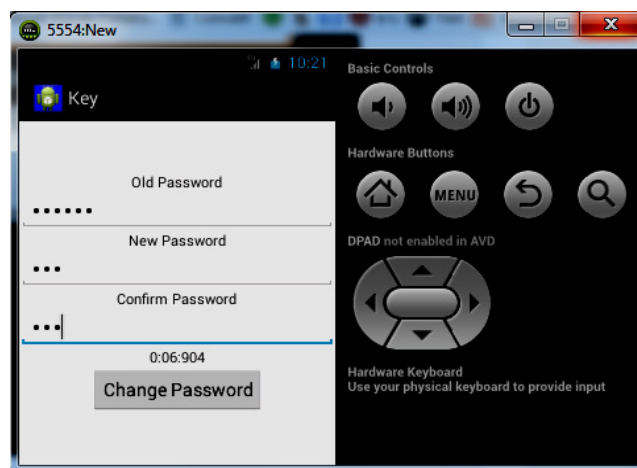 5554:New
10:21
Key
Old Password
••••••
New Password
•••
Confirm Password
•••
0:06:904
Change Password
Basic Controls
Hardware Buttons
MENU
DPAD not enabled in AVD
Hardware Keyboard
Use your physical keyboard to provide input